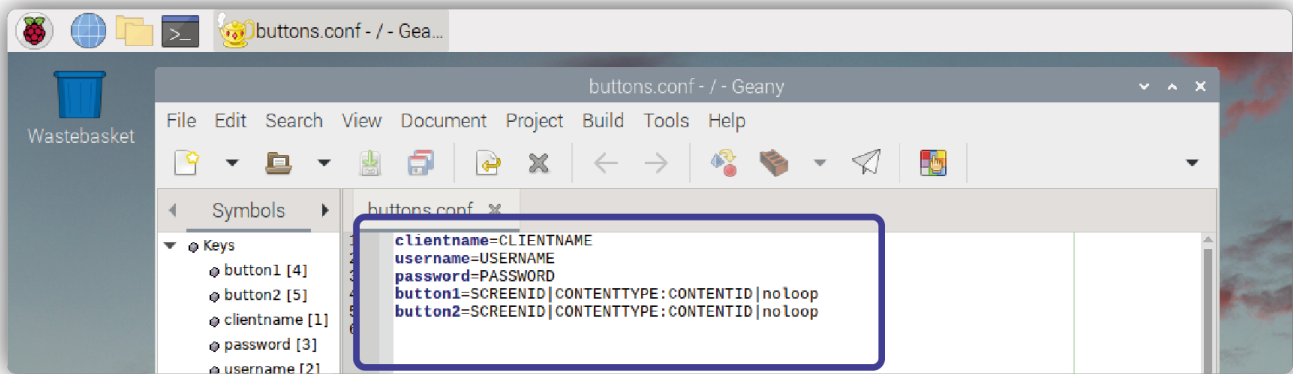 buttons.conf - / - Gea...
Wastebasket
buttons.conf - / - Geany
File Edit Search View Document Project Build Tools Help
Symbols
buttons.conf
Keys
button1 [4]
button2 [5]
clientname [1]
password [3]
username [2]
1 clientname=CLIENTNAME
2 username=USERNAME
3 password=PASSWORD
4 button1=SCREENID|CONTENTTYPE:CONTENTID|noloop
5 button2=SCREENID|CONTENTTYPE:CONTENTID|noloop
6